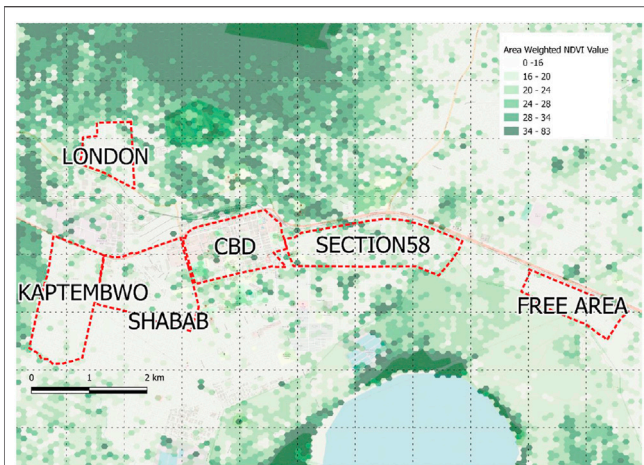 Area Weighted NDVI Value
0 -16
16 - 20
20 - 24
24 - 28
28 - 34
34 - 83
LONDON
CBD
SECTION58
KAPTEMBWO
FREE AREA
SHABAB
0 1 2 km